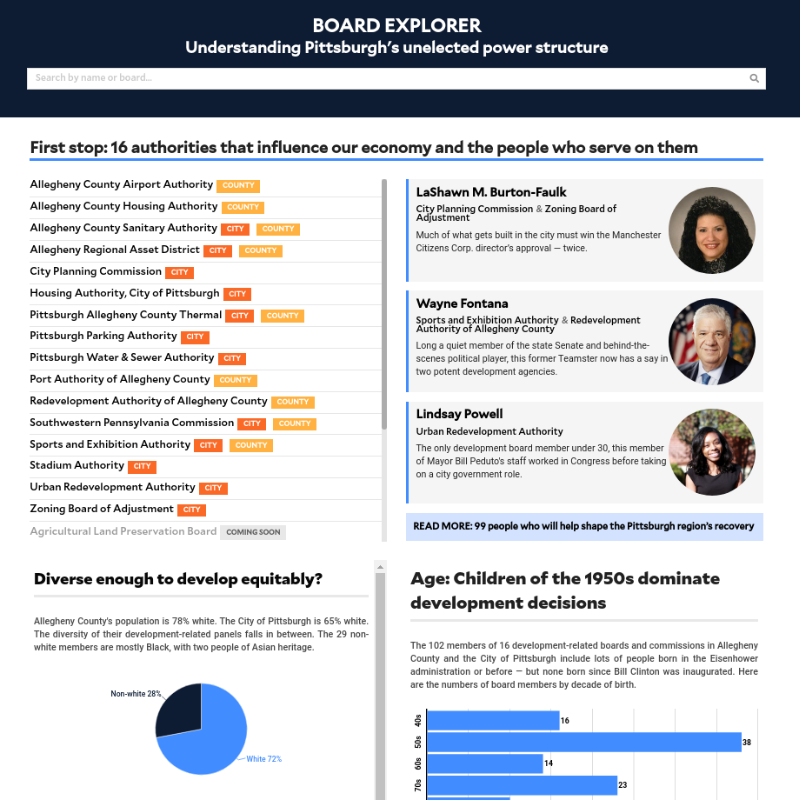 BOARD EXPLORER
Understanding Pittsburgh's unelected power structure
Search by name or board...
First stop: 16 authorities that influence our economy and the people who serve on them
Allegheny County Airport Authority COUNTY
Allegheny County Housing Authority COUNTY
Allegheny County Sanitary Authority CITY COUNTY
Allegheny Regional Asset District CITY COUNTY
City Planning Commission CITY
Housing Authority, City of Pittsburgh CITY
Pittsburgh Allegheny County Thermal CITY COUNTY
Pittsburgh Parking Authority CITY
Pittsburgh Water & Sewer Authority CITY
Port Authority of Allegheny County COUNTY
Redevelopment Authority of Allegheny County COUNTY
Southwestern Pennsylvania Commission CITY COUNTY
Sports and Exhibition Authority CITY COUNTY
Stadium Authority CITY
Urban Redevelopment Authority CITY
Zoning Board of Adjustment CITY
Agricultural Land Preservation Board COMING SOON
LaShawn M. Burton-Faulk
City Planning Commission & Zoning Board of
Adjustment
Much of what gets built in the city must win the Manchester
Citizens Corp. director's approval — twice.
Wayne Fontana
Sports and Exhibition Authority & Redevelopment
Authority of Allegheny County
Long a quiet member of the state Senate and behind-the-
scenes political player, this former Teamster now has a say in
two potent development agencies.
Lindsay Powell
Urban Redevelopment Authority
The only development board member under 30, this member
of Mayor Bill Peduto's staff worked in Congress before taking
on a city government role.
READ MORE: 99 people who will help shape the Pittsburgh region's recovery
Diverse enough to develop equitably?
Allegheny County's population is 78% white. The City of Pittsburgh is 65% white.
The diversity of their development-related panels falls in between. The 29 non-
white members are mostly Black, with two people of Asian heritage.
Non-white 28%
White 72%
Age: Children of the 1950s dominate
development decisions
The 102 members of 16 development-related boards and commissions in Allegheny
County and the City of Pittsburgh include lots of people born in the Eisenhower
administration or before — but none born since Bill Clinton was inaugurated. Here
are the numbers of board members by decade of birth.
40s 16
50s 38
60s 14
70s 23